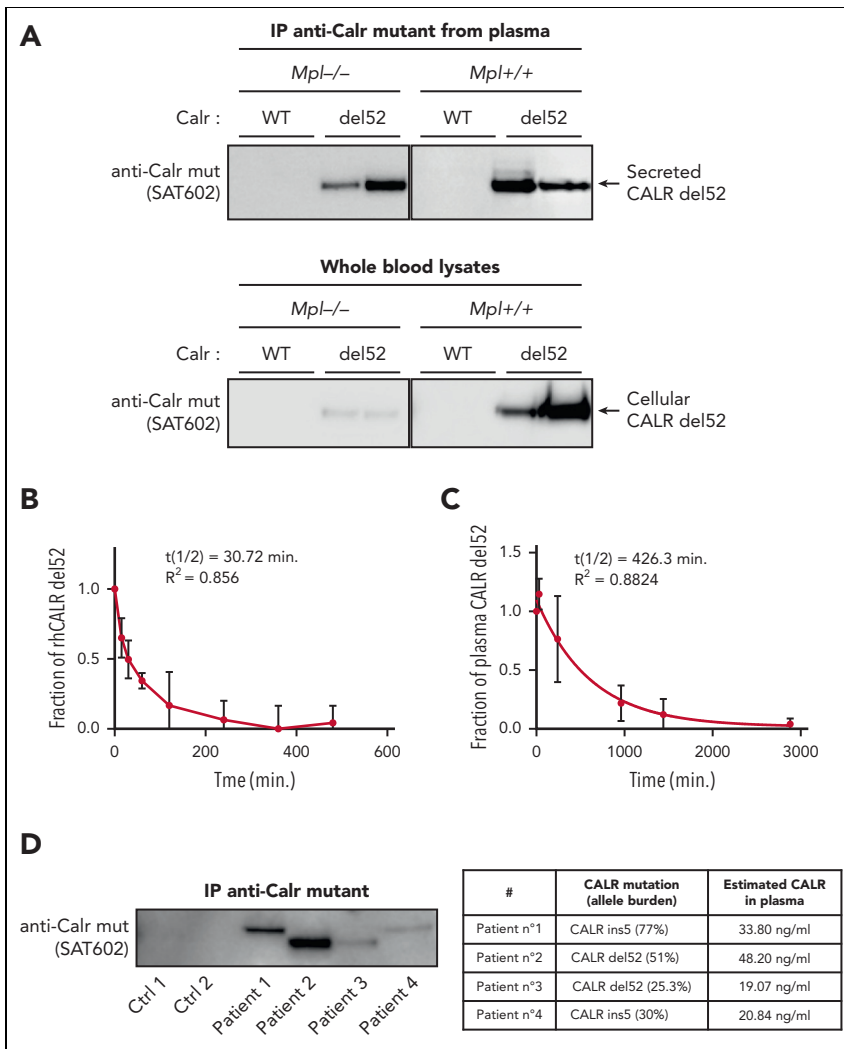 A
IP anti-Calr mutant from plasma
Mpl–/– Mpl+/+
Calr : WT del52 WT del52
anti-Calr mut
(SAT602)
Secreted
CALR del52
Whole blood lysates
Mpl–/– Mpl+/+
Calr : WT del52 WT del52
anti-Calr mut
(SAT602)
Cellular
CALR del52
B
t(1/2) = 30.72 min.
R2 = 0.856
Fraction of rhCALR del52
1.0
0.5
0.0
0 200 400 600
Tme (min.)
C
t(1/2) = 426.3 min.
R2 = 0.8824
Fraction of plasma CALR del52
1.5
1.0
0.5
0.0
0 1000 2000 3000
Time (min.)
D
IP anti-Calr mutant
anti-Calr mut
(SAT602)
Ctrl 1 Ctrl 2 Patient 1 Patient 2 Patient 3 Patient 4
# CALR mutation (allele burden) Estimated CALR in plasma
Patient n°1 CALR ins5 (77%) 33.80 ng/ml
Patient n°2 CALR del52 (51%) 48.20 ng/ml
Patient n°3 CALR del52 (25.3%) 19.07 ng/ml
Patient n°4 CALR ins5 (30%) 20.84 ng/ml